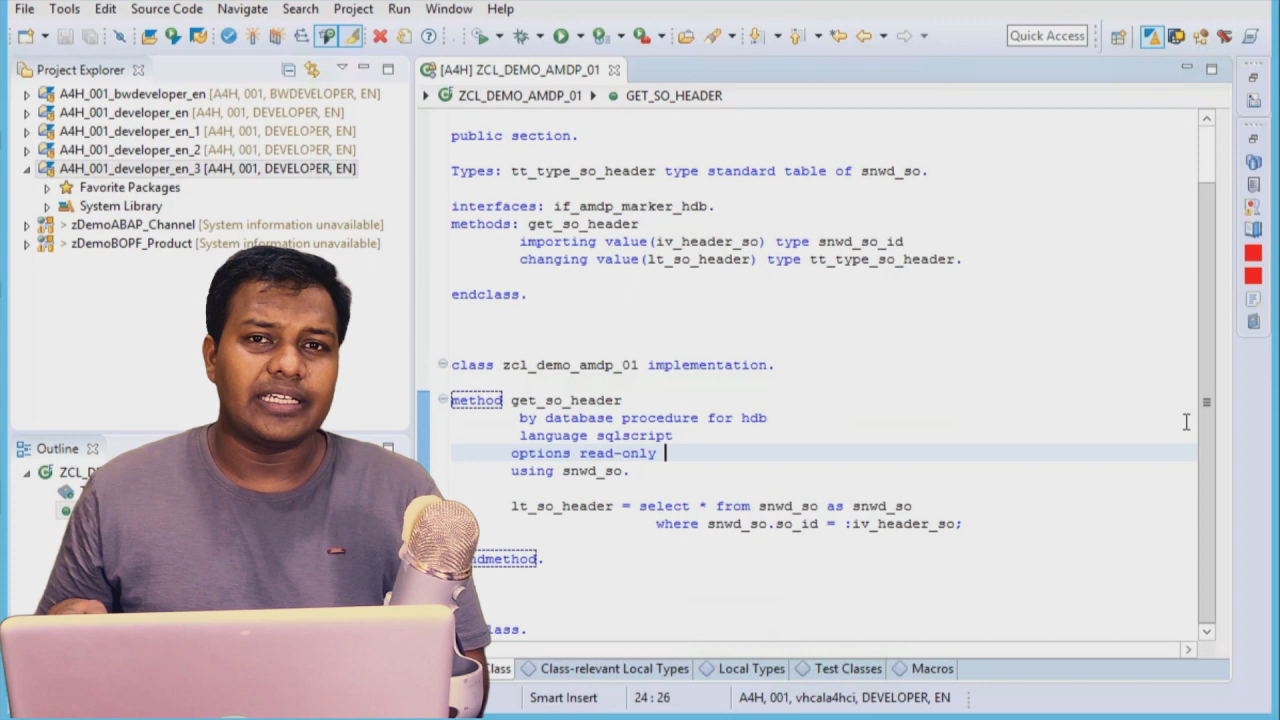 File Tools Edit Source Code Navigate Search Project Run Window Help
Quick Access
Project Explorer
A4H_001_bwdeveloper_en [A4H, 001, BWDEVELOPER, EN]
A4H_001_developer_en [A4H, 001, DEVELOPER, EN]
A4H_001_developer_en_1 [A4H, 001, DEVELOPER, EN]
A4H_001_developer_en_2 [A4H, 001, DEVELOPER, EN]
A4H_001_developer_en_3 [A4H, 001, DEVELOPER, EN]
Favorite Packages
System Library
> zDemoABAP_Channel [System information unavailable]
> zDemoBOPF_Product [System information unavailable]
Outline
ZCL_D
[A4H] ZCL_DEMO_AMDP_01
ZCL_DEMO_AMDP_01 GET_SO_HEADER
public section.
Types: tt_type_so_header type standard table of snwd_so.
interfaces: if_amdp_marker_hdb.
methods: get_so_header
importing value(iv_header_so) type snwd_so_id
changing value(lt_so_header) type tt_type_so_header.
endclass.
class zcl_demo_amdp_01 implementation.
method get_so_header
by database procedure for hdb
language sqlscript
options read-only
using snwd_so.
lt_so_header = select * from snwd_so as snwd_so
where snwd_so.so_id = :iv_header_so;
ndmethod.
lass.
Class-relevant Local Types Local Types Test Classes Macros
Smart Insert 24 : 26 A4H, 001, vhcala4hci, DEVELOPER, EN